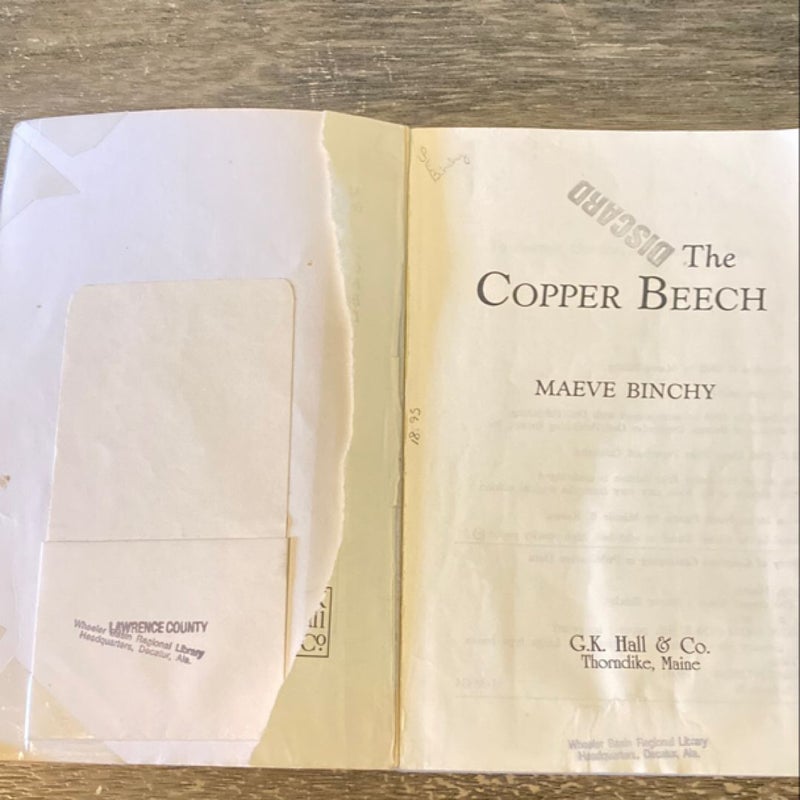 LAWRENCE COUNTY
Wheeler Basin Regional Library
Headquarters, Decatur, Ala.
Co
Binchy
DISCARD
The
COPPER BEECH
MAEVE BINCHY
18.95
G.K. Hall & Co.
Thorndike, Maine
Wheeler Basin Regional Library
Headquarters, Decatur, Ala.